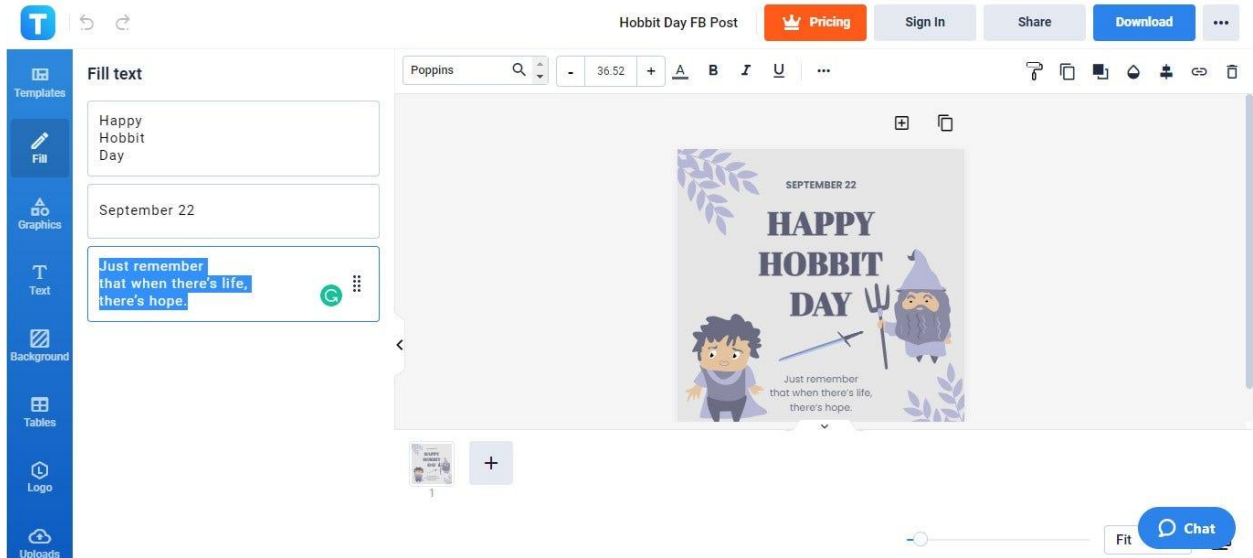 T
Hobbit Day FB Post
Pricing
Sign In
Share
Download
Templates
Fill
Graphics
T
Text
Background
Tables
L
Logo
Uploads
Fill text
Happy
Hobbit
Day
September 22
Just remember
that when there's life,
there's hope.
G
Poppins
- 36.52 + A B I U
SEPTEMBER 22
HAPPY
HOBBIT
DAY
Just remember
that when there's life,
there's hope.
+
1
Fit
Chat